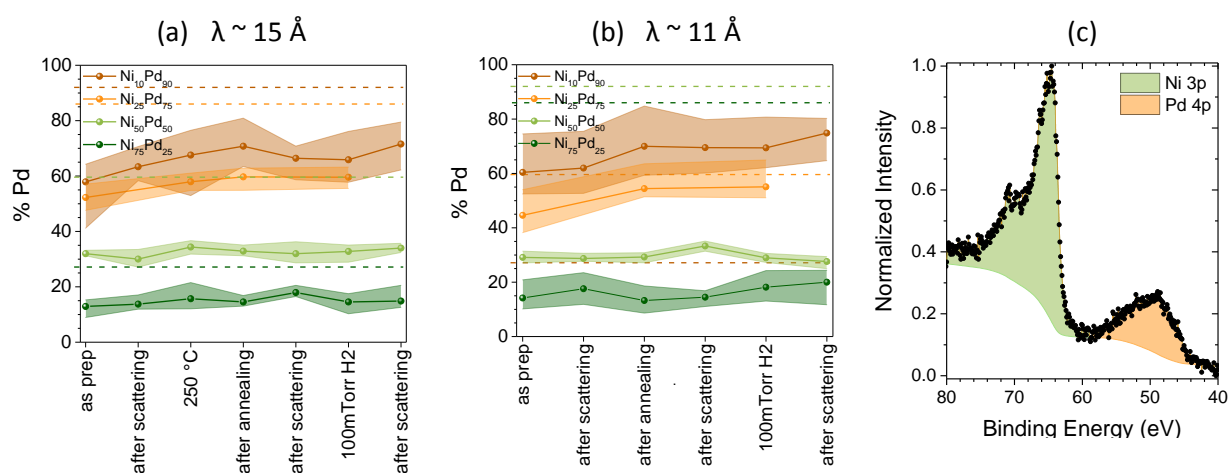 (a) λ ~ 15 Å
100
80
60
40
20
0
% Pd
Ni10Pd90
Ni25Pd75
Ni50Pd50
Ni75Pd25
as prep
after scattering
250 °C
after annealing
after scattering
100mTorr H2
after scattering
(b) λ ~ 11 Å
100
80
60
40
20
0
% Pd
Ni10Pd90
Ni25Pd75
Ni50Pd50
Ni75Pd25
as prep
after scattering
after annealing
after scattering
100mTorr H2
after scattering
(c)
1.0
0.8
0.6
0.4
0.2
0.0
Normalized Intensity
Ni 3p
Pd 4p
80 70 60 50 40
Binding Energy (eV)